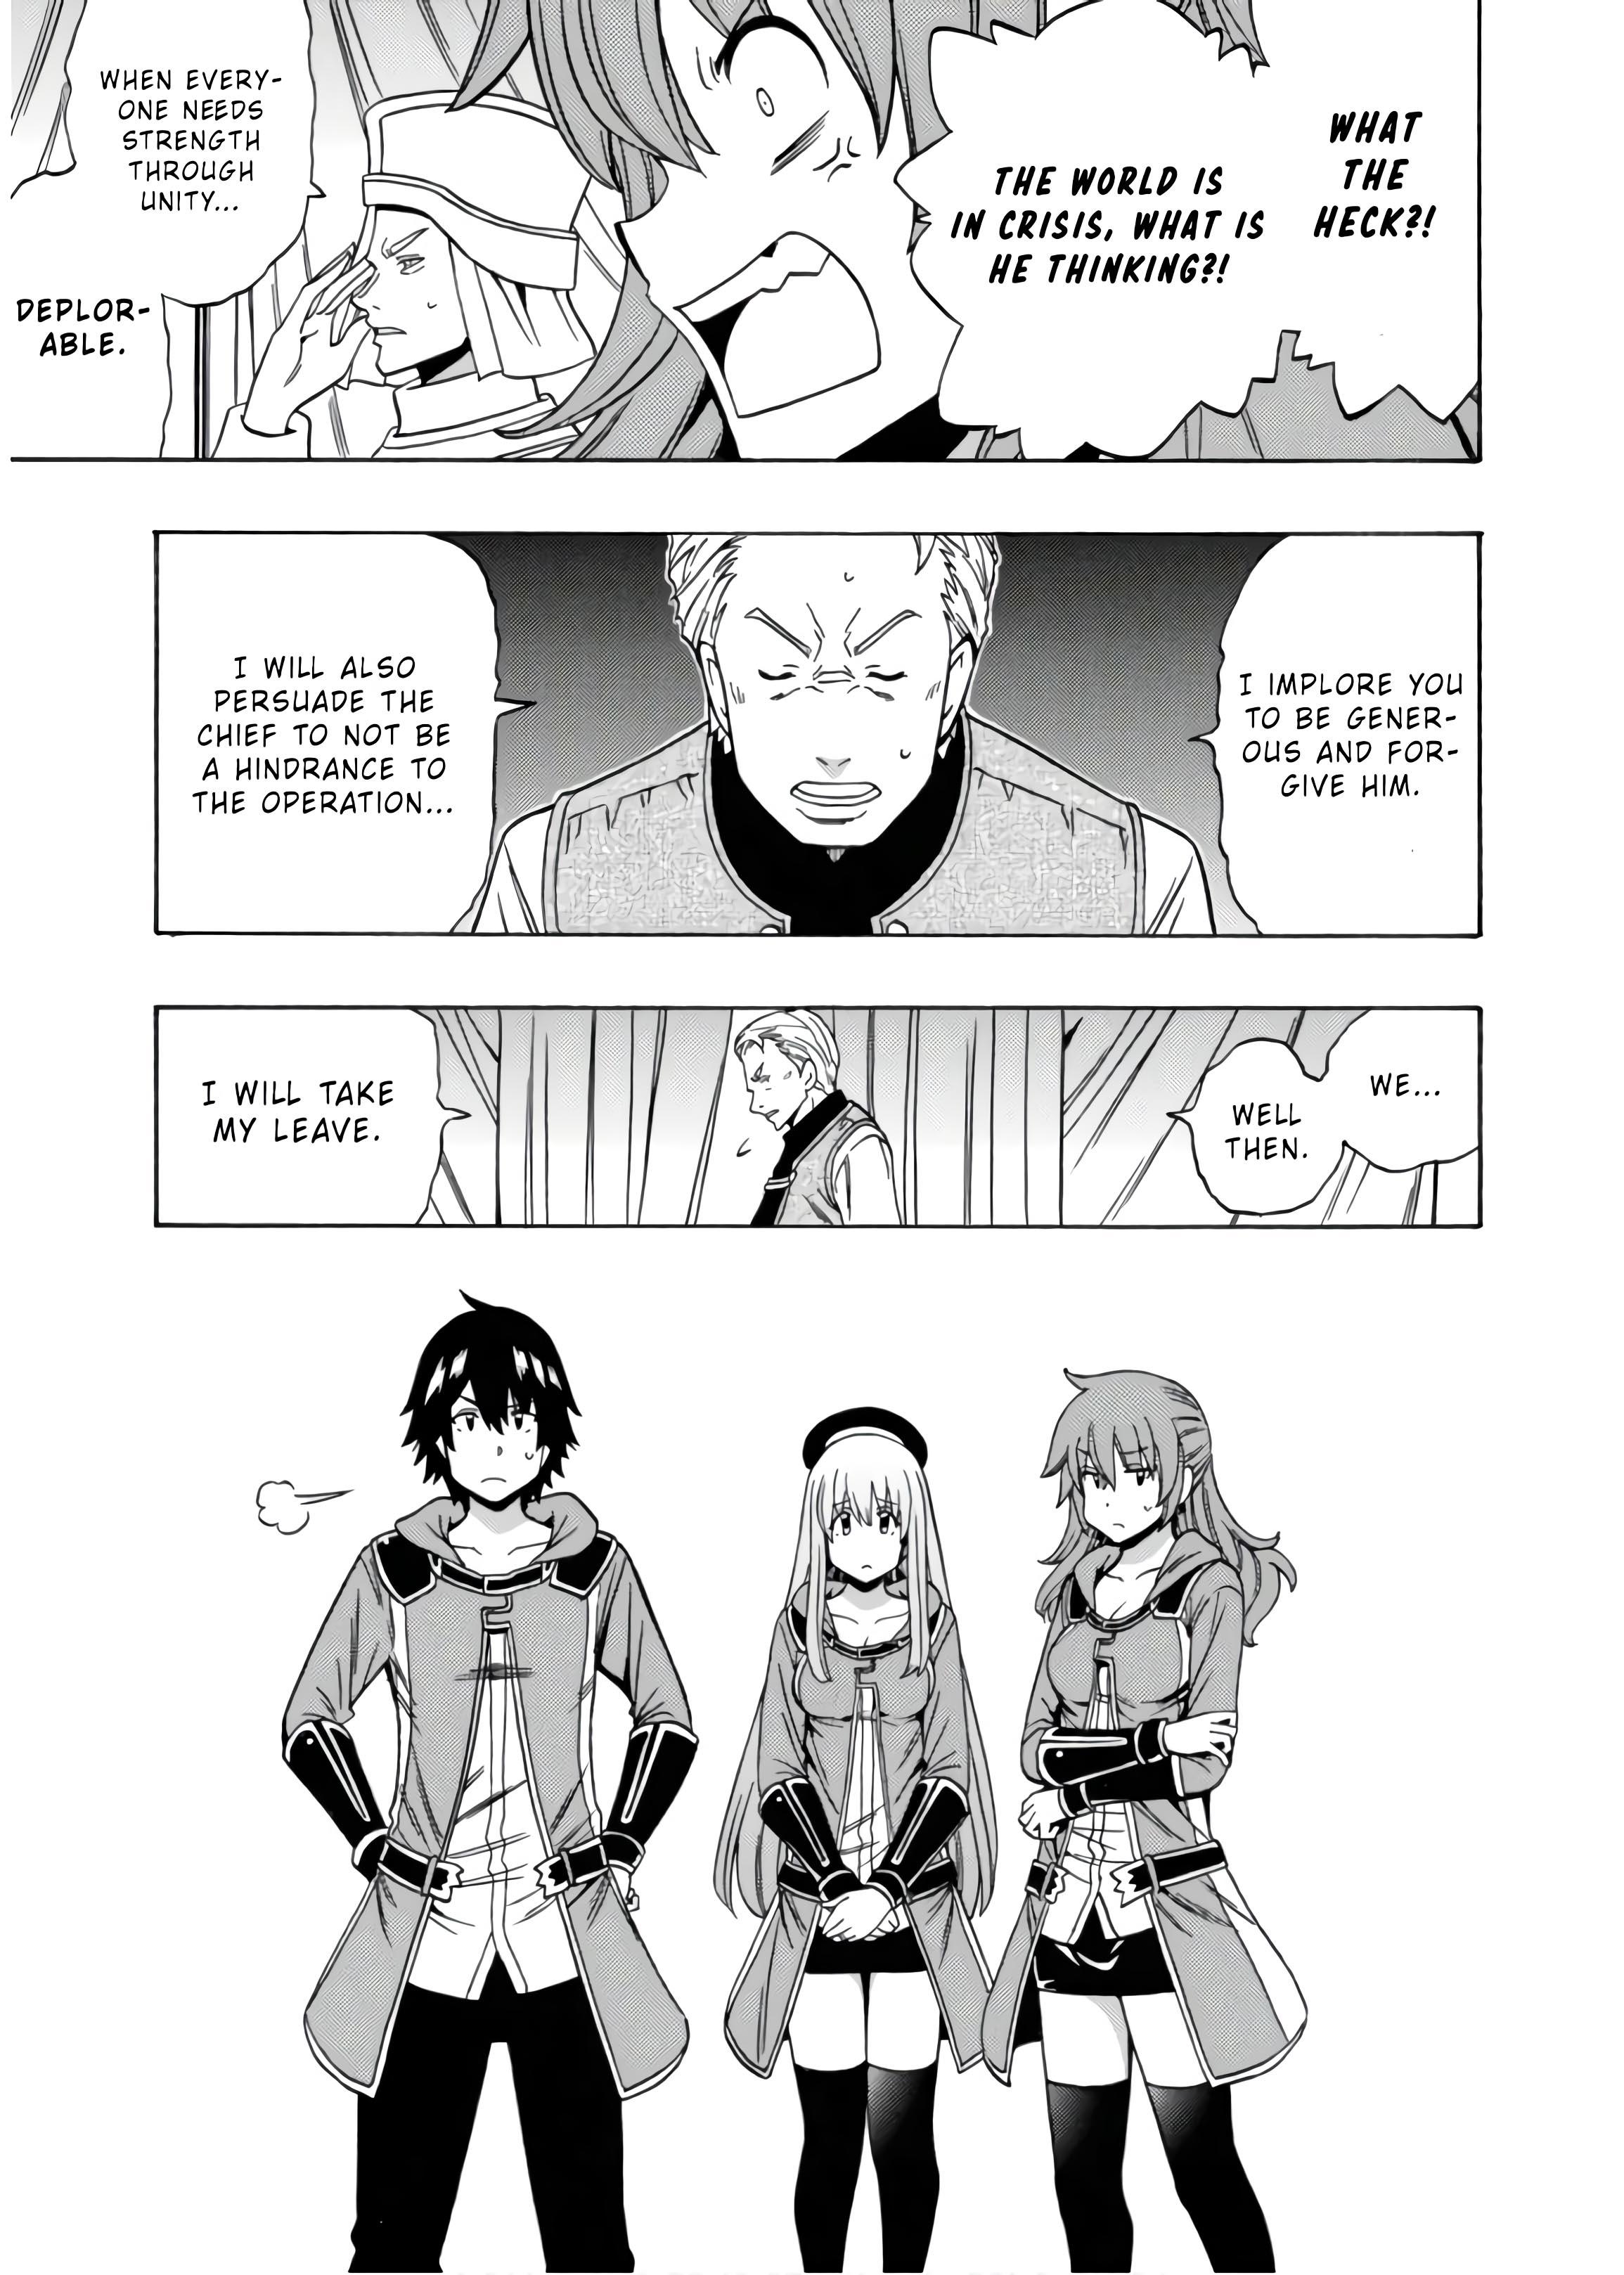 WHAT
THE
HECK?!
THE WORLD IS
IN CRISIS, WHAT IS
HE THINKING?!
WHEN EVERY-
ONE NEEDS
STRENGTH
THROUGH
UNITY...
DEPLOR-
ABLE.
I IMPLORE YOU
TO BE GENER-
OUS AND FOR-
GIVE HIM.
I WILL ALSO
PERSUADE THE
CHIEF TO NOT BE
A HINDRANCE TO
THE OPERATION...
WE...
WELL
THEN.
I WILL TAKE
MY LEAVE.